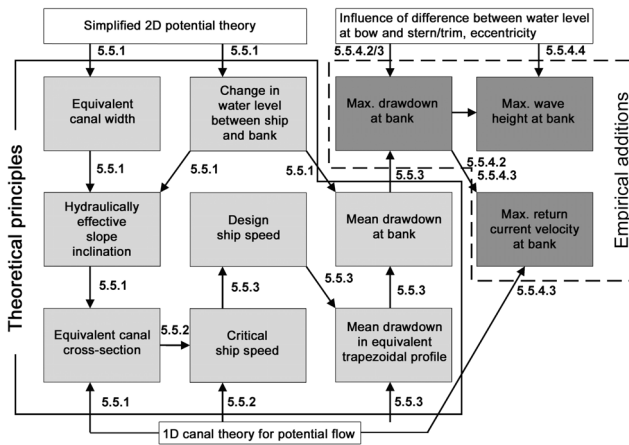 Simplified 2D potential theory
Influence of difference between water level
at bow and stern/trim, eccentricity
5.5.1
5.5.1
5.5.4.2/3
5.5.4.4
Equivalent
canal width
Change in
water level
between ship
and bank
Max. drawdown
at bank
Max. wave
height at bank
5.5.1
5.5.1
5.5.1
5.5.3
5.5.4.2
5.5.4.3
Hydraulically
effective
slope
inclination
Design
ship speed
Mean drawdown
at bank
Max. return
current velocity
at bank
5.5.1
5.5.3
5.5.3
5.5.3
5.5.4.3
Equivalent canal
cross-section
5.5.2
Critical
ship speed
Mean drawdown
in equivalent
trapezoidal profile
5.5.1
5.5.2
5.5.3
1D canal theory for potential flow
Theoretical principles
Empirical additions